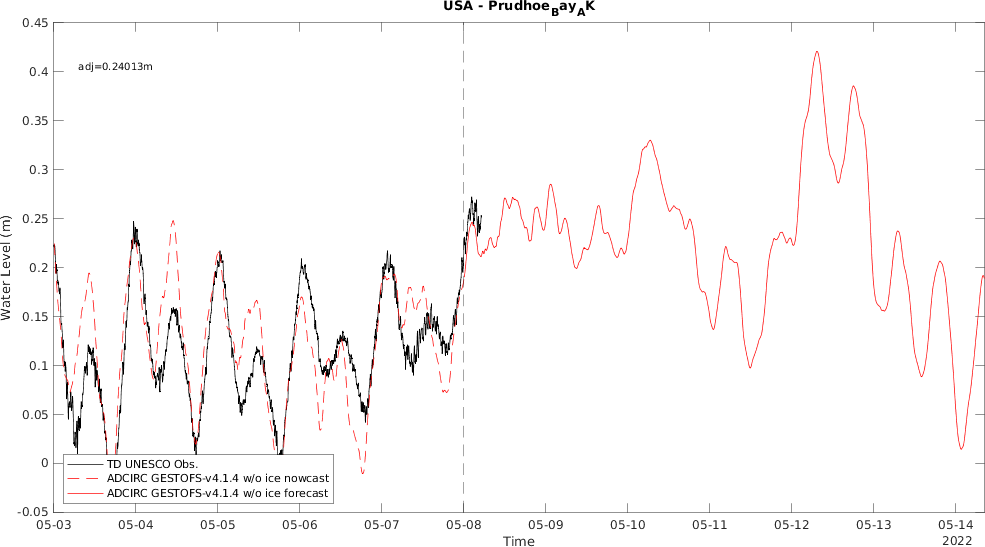 USA - Prudhoe_Bay_AK
0.45
0.4
0.35
0.3
0.25
0.2
0.15
0.1
0.05
0
-0.05
Water Level (m)
adj=0.24013m
TD UNESCO Obs.
ADCIRC GESTOFS-v4.1.4 w/o ice nowcast
ADCIRC GESTOFS-v4.1.4 w/o ice forecast
05-03 05-04 05-05 05-06 05-07 05-08 05-09 05-10 05-11 05-12 05-13 05-14
Time 2022